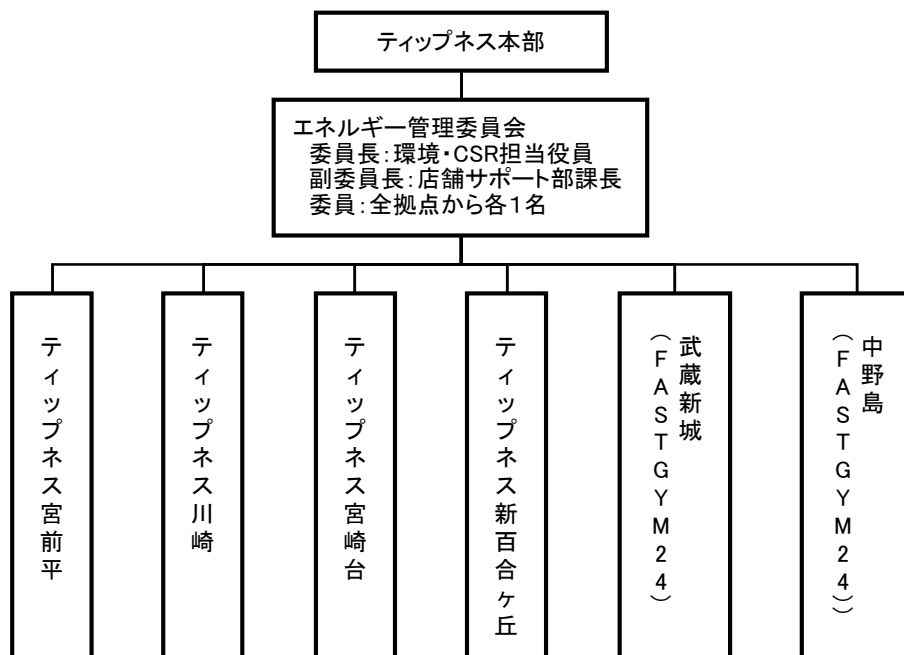 ティップネス本部
エネルギー管理委員会
委員長:環境・CSR担当役員
副委員長:店舗サポート部課長
委員:全拠点から各1名
ティップネス宮前平
ティップネス川崎
ティップネス宮崎台
ティップネス新百合ヶ丘
武蔵新城
(FASTGYM24)
中野島
(FASTGYM24))